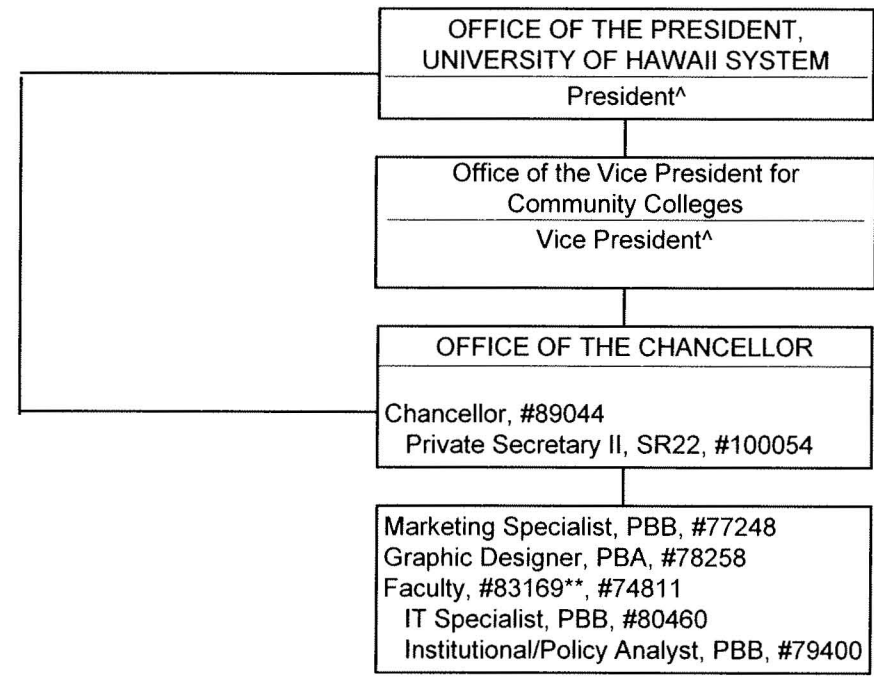 OFFICE OF THE PRESIDENT,
UNIVERSITY OF HAWAII SYSTEM
President^
Office of the Vice President for
Community Colleges
Vice President^
OFFICE OF THE CHANCELLOR
Chancellor, #89044
Private Secretary II, SR22, #100054
Marketing Specialist, PBB, #77248
Graphic Designer, PBA, #78258
Faculty, #83169**, #74811
IT Specialist, PBB, #80460
Institutional/Policy Analyst, PBB, #79400